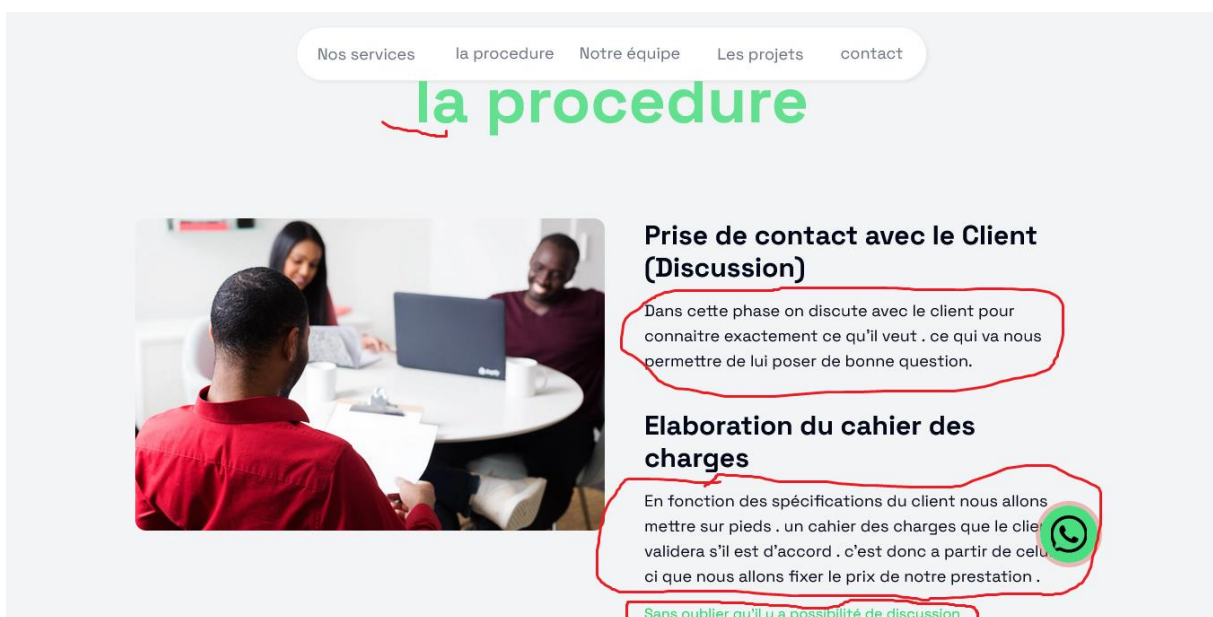 Nos services la procedure Notre équipe Les projets contact
la procedure
Prise de contact avec le Client
(Discussion)
Dans cette phase on discute avec le client pour
connaitre exactement ce qu'il veut . ce qui va nous
permettre de lui poser de bonne question.
Elaboration du cahier des
charges
En fonction des spécifications du client nous allons
mettre sur pieds . un cahier des charges que le clie
validera s'il est d'accord . c'est donc a partir de celu
ci que nous allons fixer le prix de notre prestation .
Sans oublier qu'il y a possibilité de discussion